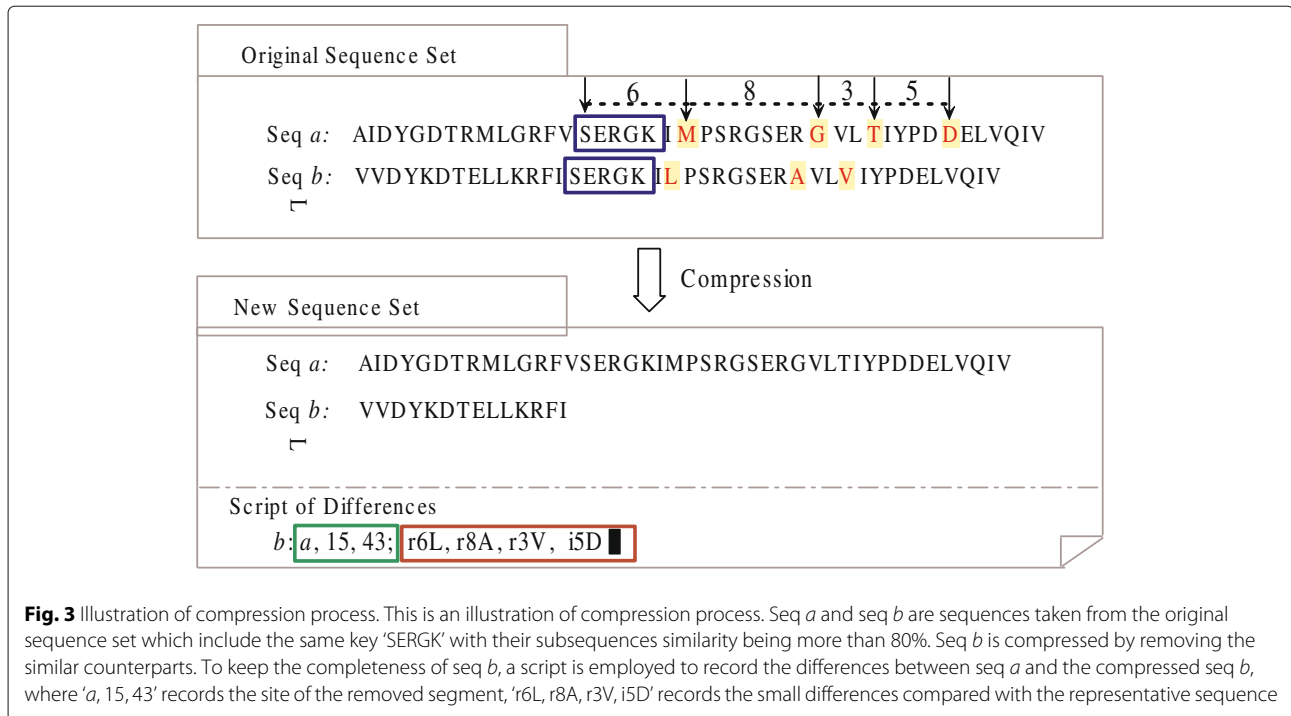 Original Sequence Set
6 8 3 5
Seq a: AIDYGDTRMLGRFVSERGKIMPSRGSERGVLTIYPDDELVQIV
Seq b: VVDYKDTELLKRFISERGKILPSRGSERAVLVIYPDELVQIV
L
Compression
New Sequence Set
Seq a: AIDYGDTRMLGRFVSERGKIMPSRGSERGVLTIYPDDELVQIV
Seq b: VVDYKDTELLKRFI
L
Script of Differences
b: a, 15, 43; r6L, r8A, r3V, i5D
Fig. 3 Illustration of compression process. This is an illustration of compression process. Seq a and seq b are sequences taken from the original
sequence set which include the same key ‘SERGK’ with their subsequences similarity being more than 80%. Seq b is compressed by removing the
similar counterparts. To keep the completeness of seq b, a script is employed to record the differences between seq a and the compressed seq b,
where ‘a, 15, 43’ records the site of the removed segment, ‘r6L, r8A, r3V, i5D’ records the small differences compared with the representative sequence